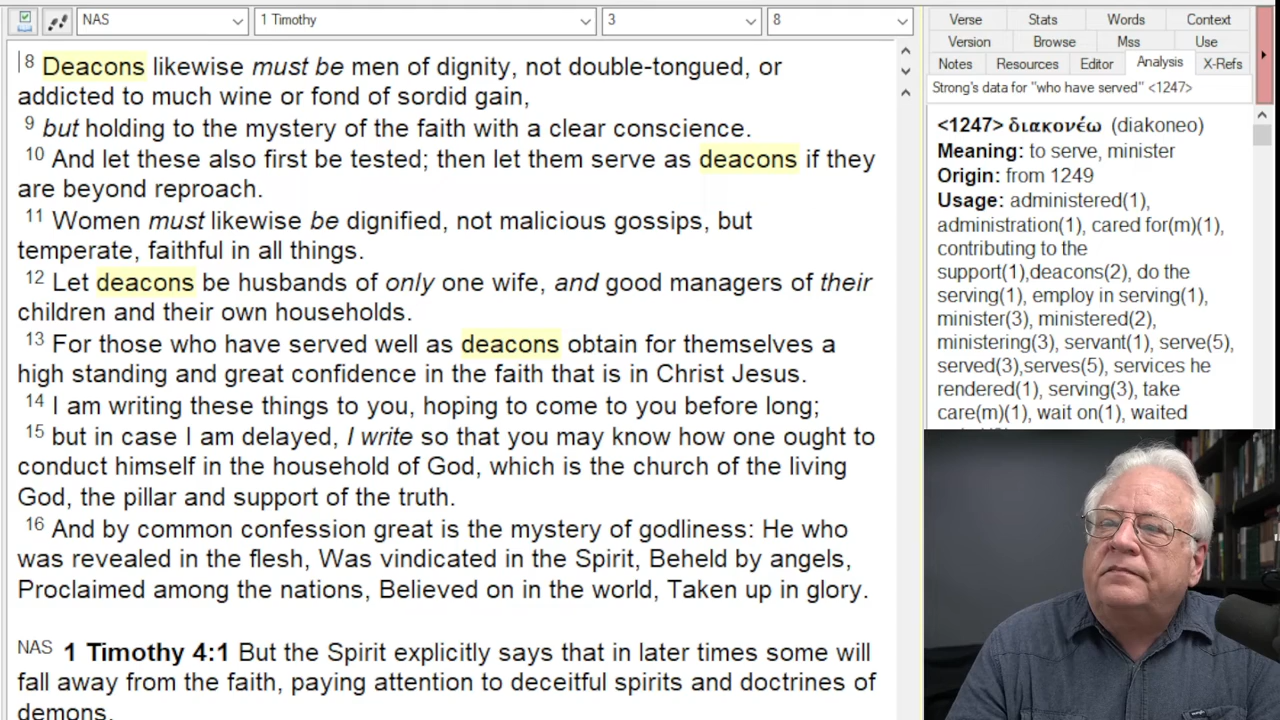 NAS 1 Timothy 3 8
8 Deacons likewise must be men of dignity, not double-tongued, or
addicted to much wine or fond of sordid gain,
9 but holding to the mystery of the faith with a clear conscience.
10 And let these also first be tested; then let them serve as deacons if they
are beyond reproach.
11 Women must likewise be dignified, not malicious gossips, but
temperate, faithful in all things.
12 Let deacons be husbands of only one wife, and good managers of their
children and their own households.
13 For those who have served well as deacons obtain for themselves a
high standing and great confidence in the faith that is in Christ Jesus.
14 I am writing these things to you, hoping to come to you before long;
15 but in case I am delayed, I write so that you may know how one ought to
conduct himself in the household of God, which is the church of the living
God, the pillar and support of the truth.
16 And by common confession great is the mystery of godliness: He who
was revealed in the flesh, Was vindicated in the Spirit, Beheld by angels,
Proclaimed among the nations, Believed on in the world, Taken up in glory.
NAS 1 Timothy 4:1 But the Spirit explicitly says that in later times some will
fall away from the faith, paying attention to deceitful spirits and doctrines of
demons,
Verse Stats Words Context
Version Browse Mss Use
Notes Resources Editor Analysis X-Refs
Strong's data for "who have served" <1247>
<1247> διακονέω (diakoneo)
Meaning: to serve, minister
Origin: from 1249
Usage: administered(1),
administration(1), cared for(m)(1),
contributing to the
support(1),deacons(2), do the
serving(1), employ in serving(1),
minister(3), ministered(2),
ministering(3), servant(1), serve(5),
served(3),serves(5), services he
rendered(1), serving(3), take
care(m)(1), wait on(1), waited